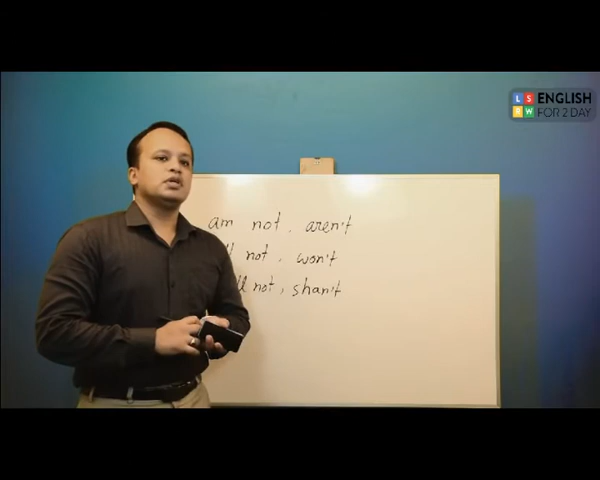 L S ENGLISH
P W FOR 2 DAY
am not, aren't
not, won't
not, shan't